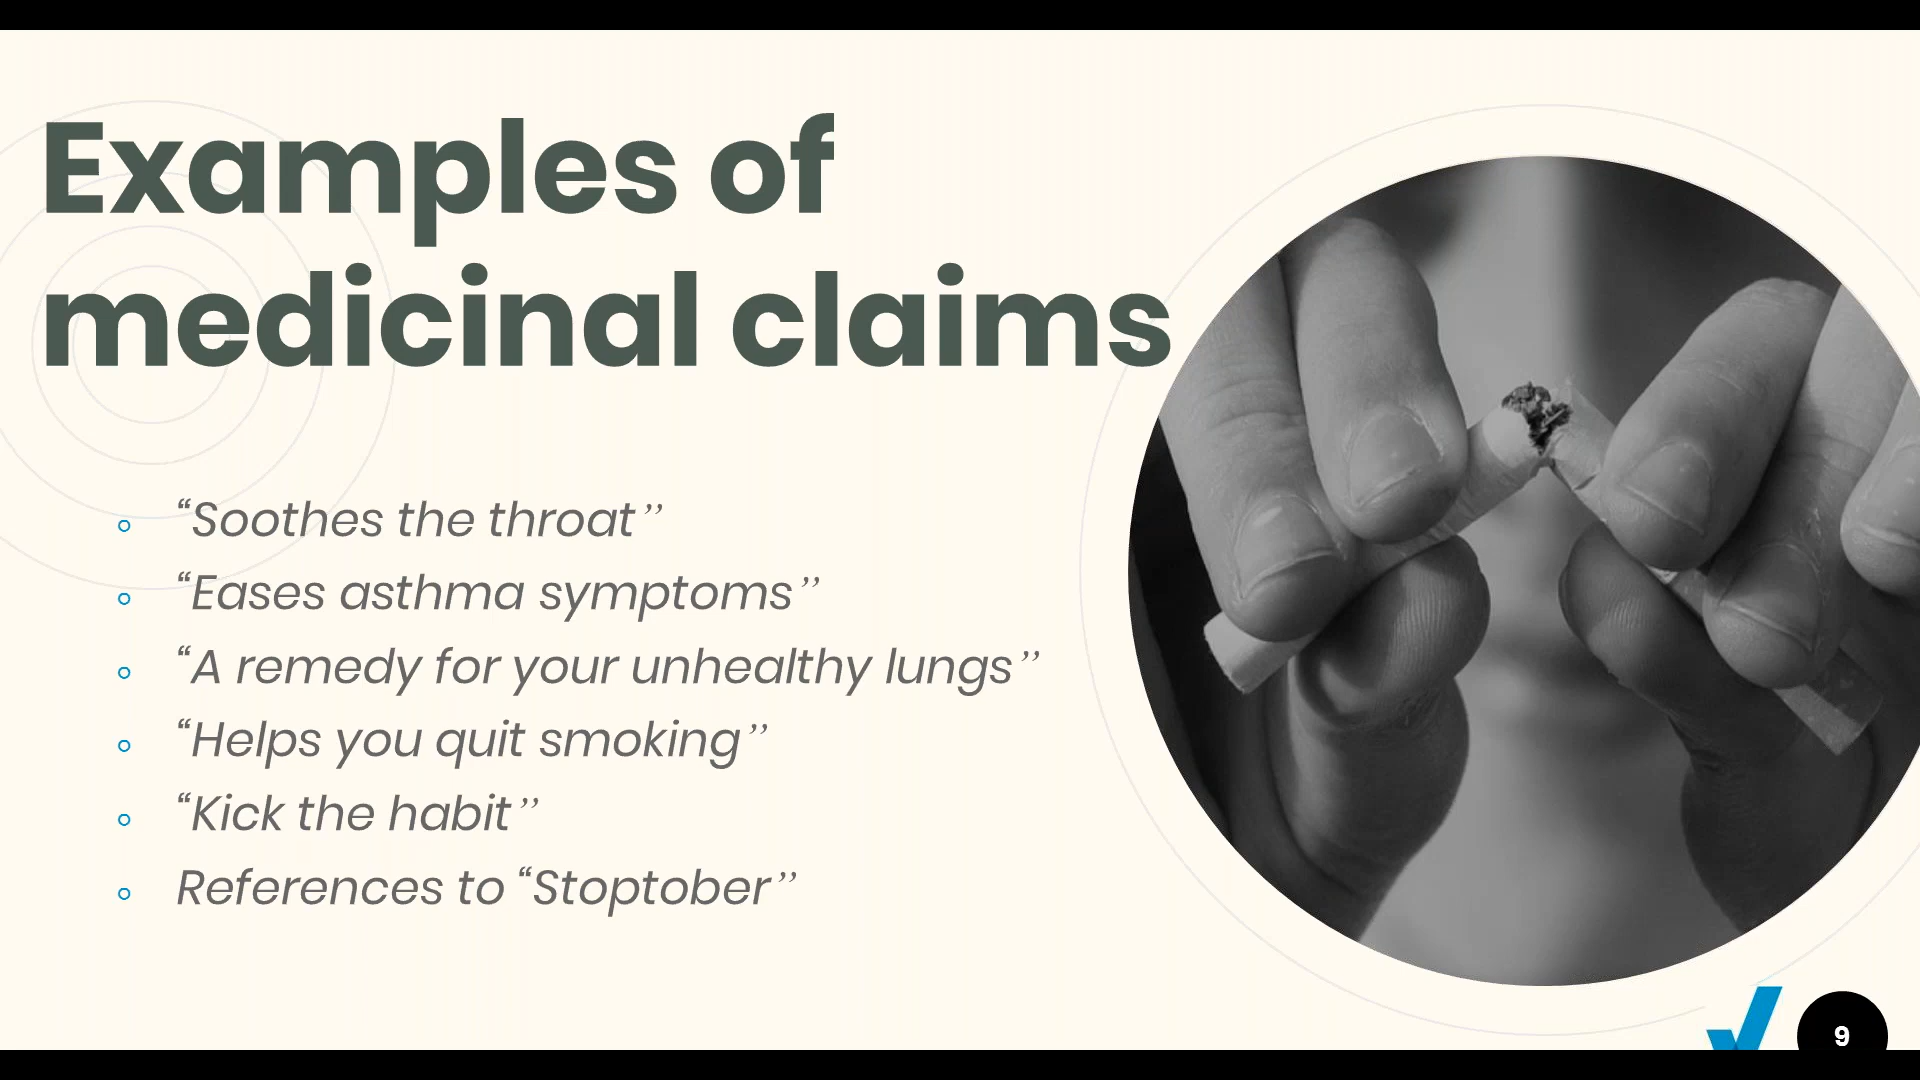 Examples of
medicinal claims
“Soothes the throat”
“Eases asthma symptoms”
“A remedy for your unhealthy lungs”
“Helps you quit smoking”
“Kick the habit”
References to “Stoptober”
9